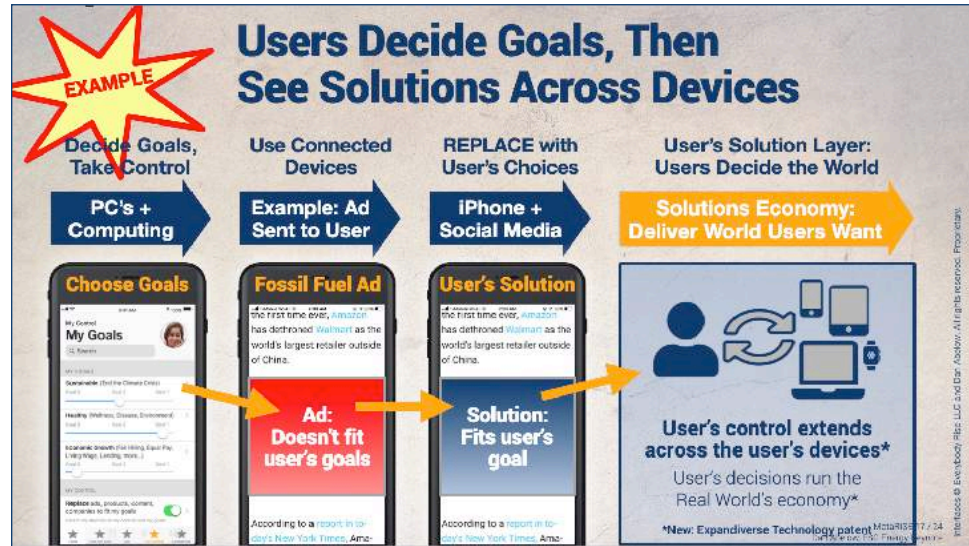 EXAMPLE
Users Decide Goals, Then
See Solutions Across Devices
Decide Goals,
Take Control
PC's +
Computing
Use Connected
Devices
Example: Ad
Sent to User
REPLACE with
User's Choices
iPhone +
Social Media
User's Solution Layer:
Users Decide the World
Solutions Economy:
Deliver World Users Want
Choose Goals
My Control
My Goals
Search
MY GOALS
Sustainable (End the Climate Crisis)
Healthy (Wellness, Disease, Environment)
Economic Growth (Fair Hiring, Equal Pay,
Living Wage, Lending, more...)
MY CONTROL
Replace ads, products, content,
companies to fit my goals
Fossil Fuel Ad
the first time ever, Amazon
has dethroned Walmart as the
world's largest retailer outside
of China.
Ad:
Doesn't fit
user's goals
According to a report in to-
day's New York Times, Ama-
User's Solution
the first time ever, Amazon
has dethroned Walmart as the
world's largest retailer outside
of China.
Solution:
Fits user's
goal
According to a report in to-
day's New York Times, Ama-
User's control extends
across the user's devices*
User's decisions run the
Real World's economy*
*New: Expandiverse Technology patent
Interfaces © Everybody Rise LLC and Dan Abelow. All rights reserved. Proprietary.